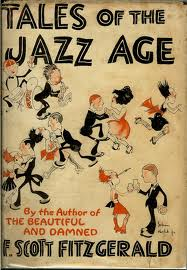 TALES OF THE
JAZZ AGE
By the Author of
THE BEAUTIFUL
AND DAMNED
F. SCOTT FITZGERALD